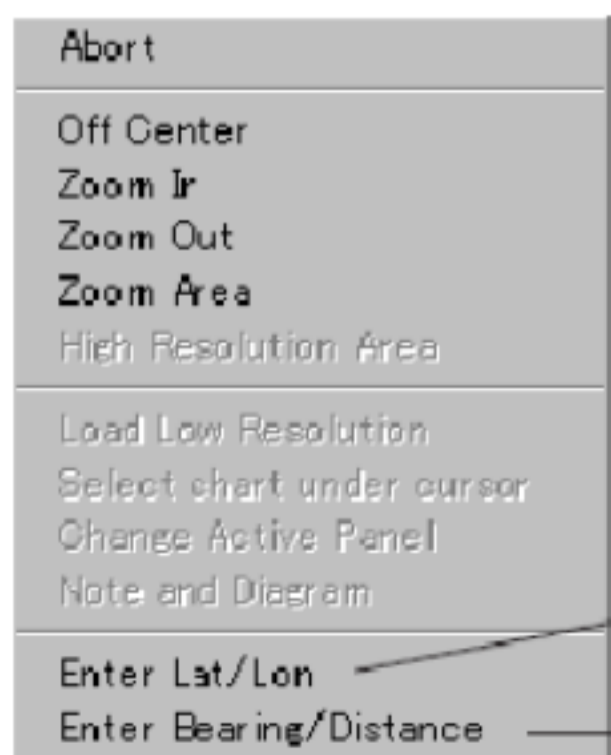 Abort
Off Center
Zoom In
Zoom Out
Zoom Area
High Resolution Area
Load Low Resolution
Select chart under cursor
Change Active Panel
Note and Diagram
Enter Lat/Lon
Enter Bearing/Distance